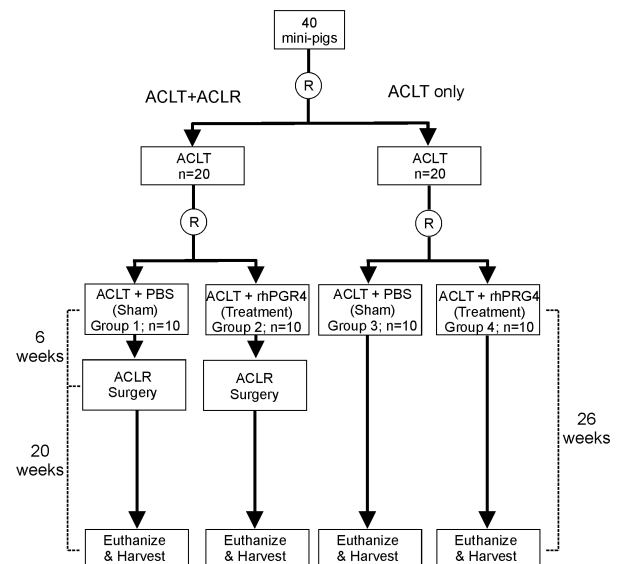 40
mini-pigs
R
ACLT+ACLR
ACLT only
ACLT
n=20
ACLT
n=20
R
R
ACLT + PBS
(Sham)
Group 1; n=10
ACLT + rhPGR4
(Treatment)
Group 2; n=10
ACLT + PBS
(Sham)
Group 3; n=10
ACLT + rhPRG4
(Treatment)
Group 4; n=10
6
weeks
ACLR
Surgery
ACLR
Surgery
20
weeks
26
weeks
Euthanize
& Harvest
Euthanize
& Harvest
Euthanize
& Harvest
Euthanize
& Harvest